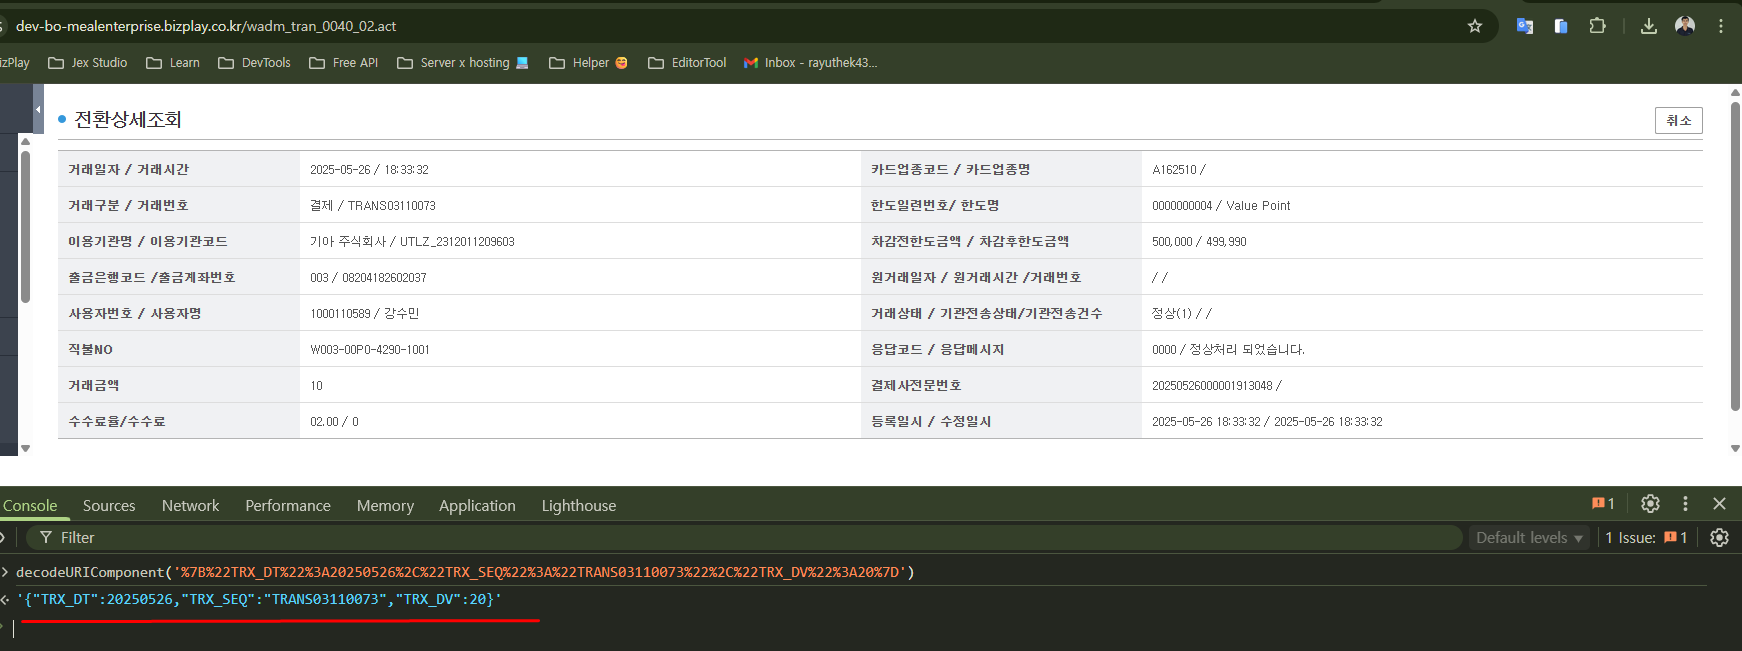 dev-bo-mealenterprise.bizplay.co.kr/wadm_tran_0040_02.act
izPlay Jex Studio Learn DevTools Free API Server x hosting 💻 Helper 😋 EditorTool Inbox - rayuthek43...
전환상세조회 취소
거래일자 / 거래시간 2025-05-26 / 18:33:32 카드업종코드 / 카드업종명 A162510 /
거래구분 / 거래번호 결제 / TRANS03110073 한도일련번호/ 한도명 0000000004 / Value Point
이용기관명 / 이용기관코드 기아 주식회사 / UTLZ_2312011209603 차감전한도금액 / 차감후한도금액 500,000 / 499,990
출금은행코드 /출금계좌번호 003 / 08204182602037 원거래일자 / 원거래시간 /거래번호 / /
사용자번호 / 사용자명 1000110589 / 강수민 거래상태 / 기관전송상태/기관전송건수 정상(1) / /
직불NO W003-00P0-4290-1001 응답코드 / 응답메시지 0000 / 정상처리 되었습니다.
거래금액 10 결제사전문번호 20250526000001913048 /
수수료율/수수료 02.00 / 0 등록일시 / 수정일시 2025-05-26 18:33:32 / 2025-05-26 18:33:32
Console Sources Network Performance Memory Application Lighthouse 1
Filter Default levels ▼ 1 Issue: 1
> decodeURIComponent('%7B%22TRX_DT%22%3A20250526%2C%22TRX_SEQ%22%3A%22TRANS03110073%22%2C%22TRX_DV%22%3A20%7D')
'{"TRX_DT":20250526,"TRX_SEQ":"TRANS03110073","TRX_DV":20}'